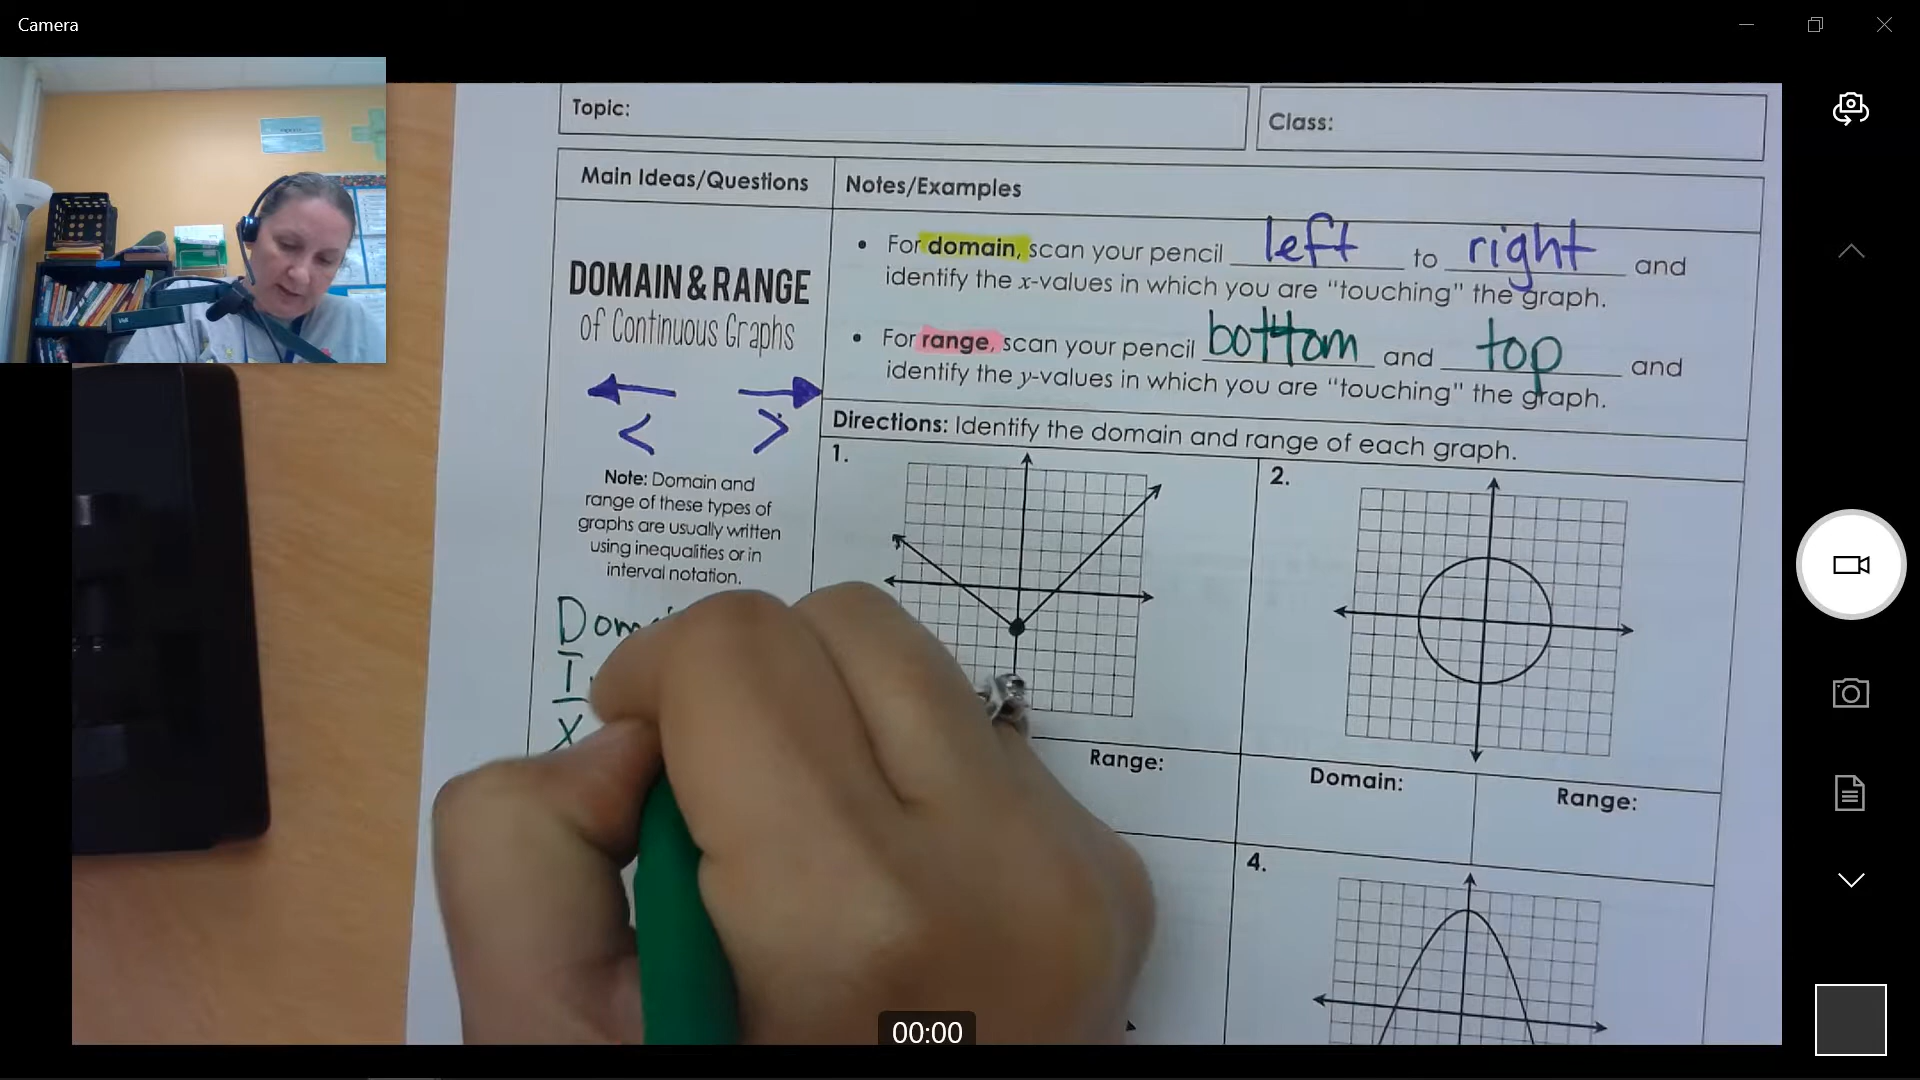 Camera
Topic:
Class:
Main Ideas/Questions
Notes/Examples
DOMAIN & RANGE
of Continuous Graphs
< >
Note: Domain and
range of these types of
graphs are usually written
using inequalities or in
interval notation.
• For domain, scan your pencil left to right and
identify the x-values in which you are “touching” the graph.
• For range, scan your pencil bottom and top and
identify the y-values in which you are “touching” the graph.
Directions: Identify the domain and range of each graph.
1.
2.
Range:
Domain:
Range:
4.
X
00:00